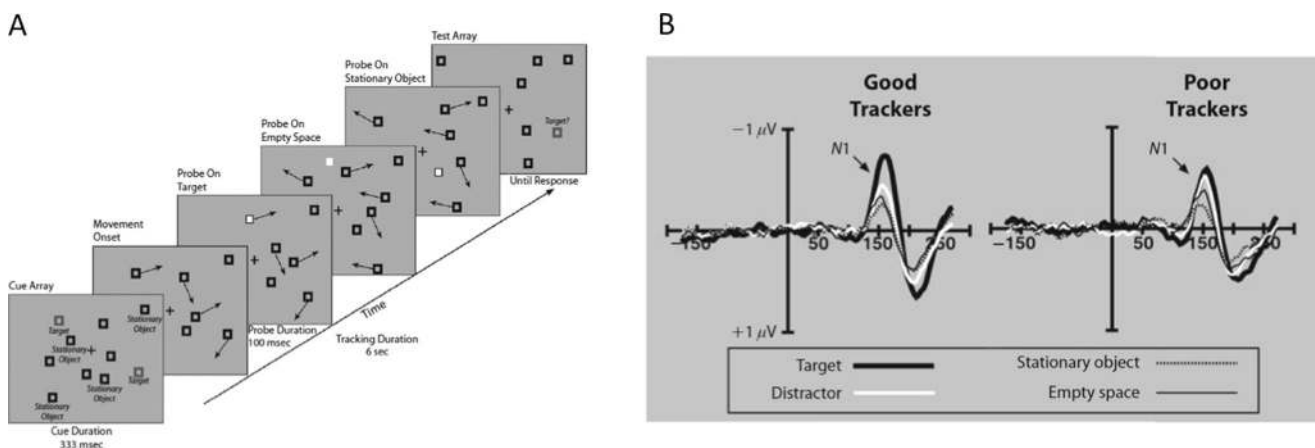 A
Test Array
Probe On
Stationary Object
Target?
Until Response
Probe On
Empty Space
Probe On
Target
Movement
Onset
Probe Duration
100 msec
Time
Tracking Duration
6 sec
Cue Array
Target
Stationary
Object
Stationary
Object
Target
Stationary
Object
Stationary
Object
Cue Duration
333 msec
B
Good
Trackers
Poor
Trackers
−1 μV
N1
N1
-150
50
150
250
-150
50
150
250
+1 μV
Target
Stationary object
Distractor
Empty space